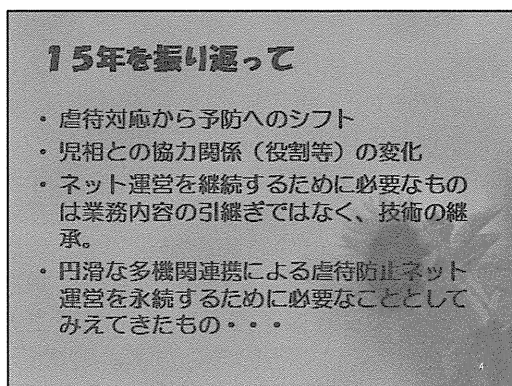 15年を振り返って
・虐待対応から予防へのシフト
・児相との協力関係（役割等）の変化
・ネット運営を継続するために必要なもの
は業務内容の引継ぎではなく、技術の継
承。
・円滑な多機関連携による虐待防止ネット
運営を永続するために必要なこととして
みえてきたもの・・・
4